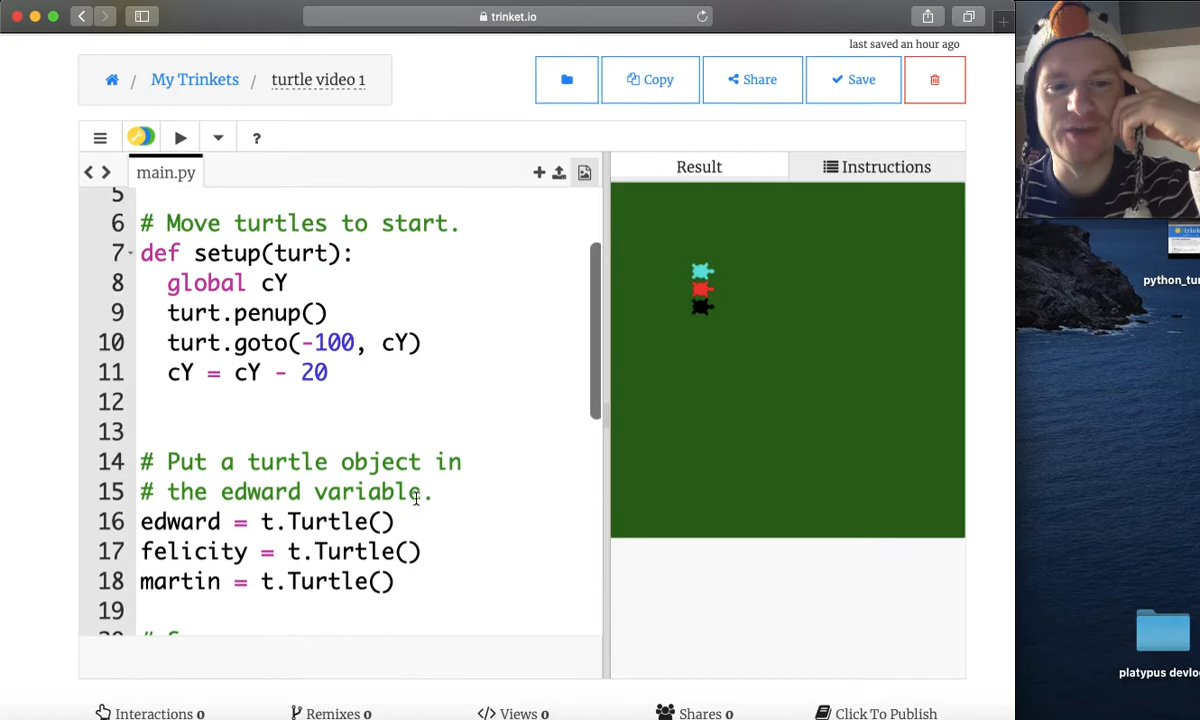 trinket.io
last saved an hour ago
/ My Trinkets / turtle video 1
Copy
Share
Save
?
main.py
Result
Instructions
5
6 # Move turtles to start.
7 def setup(turt):
8 global cY
9 turt.penup()
10 turt.goto(-100, cY)
11 cY = cY - 20
12
13
14 # Put a turtle object in
15 # the edward variable.
16 edward = t.Turtle()
17 felicity = t.Turtle()
18 martin = t.Turtle()
19
Interactions 0
Remixes 0
</> Views 0
Shares 0
Click To Publish
platypus devlo